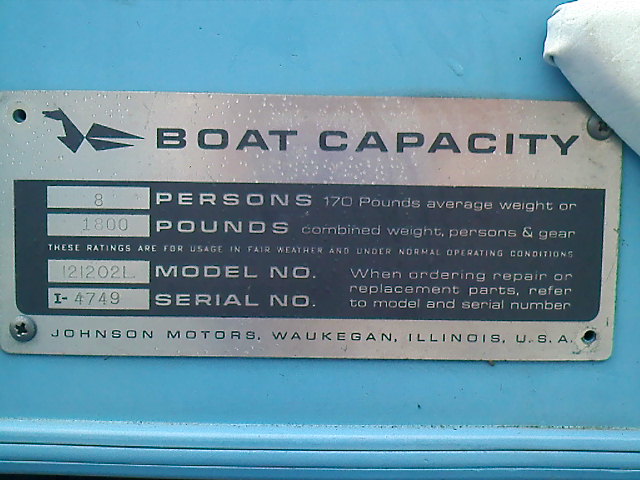 BOAT CAPACITY
8 PERSONS 170 Pounds average weight or
1800 POUNDS combined weight, persons & gear
THESE RATINGS ARE FOR USAGE IN FAIR WEATHER AND UNDER NORMAL OPERATING CONDITIONS
121202L MODEL NO. When ordering repair or
replacement parts, refer
I-4749 SERIAL NO. to model and serial number
JOHNSON MOTORS, WAUKEGAN, ILLINOIS, U.S.A.